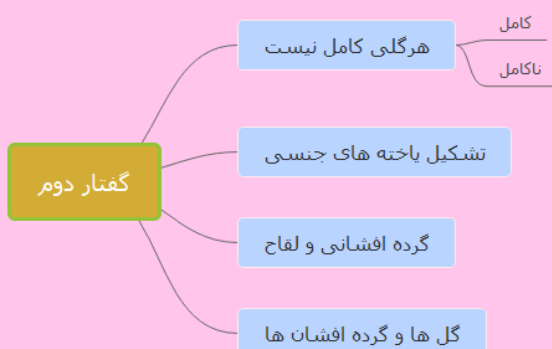 گفتار دوم
هرگلی کامل نیست
کامل
ناکامل
تشکیل یاخته های جنسی
گرده افشانی و لقاح
گل ها و گرده افشان ها